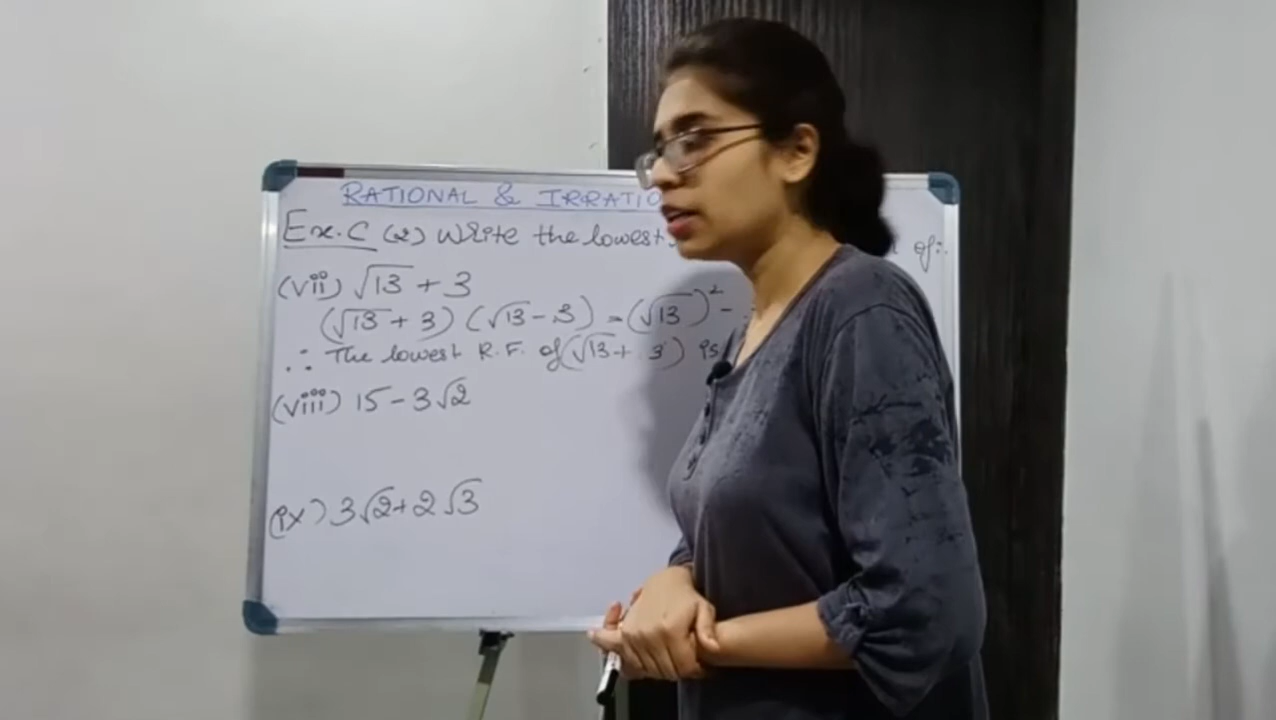 RATIONAL & IRRATIO
Ex.C (2) Write the lowest of:-
(vii) √13 + 3
(√13 + 3) (√13 - 3) = (√13)² -
∴ The lowest R.F. of (√13 + 3) is
(viii) 15 - 3√2
(ix) 3√2 + 2√3